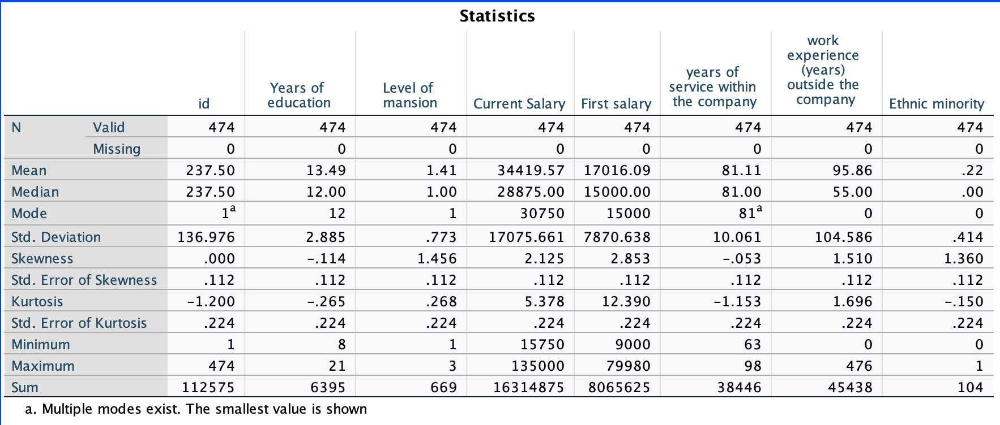 Statistics
id Years of education Level of mansion Current Salary First salary years of service within the company work experience (years) outside the company Ethnic minority
N Valid 474 474 474 474 474 474 474 474
Missing 0 0 0 0 0 0 0 0
Mean 237.50 13.49 1.41 34419.57 17016.09 81.11 95.86 .22
Median 237.50 12.00 1.00 28875.00 15000.00 81.00 55.00 .00
Mode 1a 12 1 30750 15000 81a 0 0
Std. Deviation 136.976 2.885 .773 17075.661 7870.638 10.061 104.586 .414
Skewness .000 -.114 1.456 2.125 2.853 -.053 1.510 1.360
Std. Error of Skewness .112 .112 .112 .112 .112 .112 .112 .112
Kurtosis -1.200 -.265 .268 5.378 12.390 -1.153 1.696 -.150
Std. Error of Kurtosis .224 .224 .224 .224 .224 .224 .224 .224
Minimum 1 8 1 15750 9000 63 0 0
Maximum 474 21 3 135000 79980 98 476 1
Sum 112575 6395 669 16314875 8065625 38446 45438 104
a. Multiple modes exist. The smallest value is shown